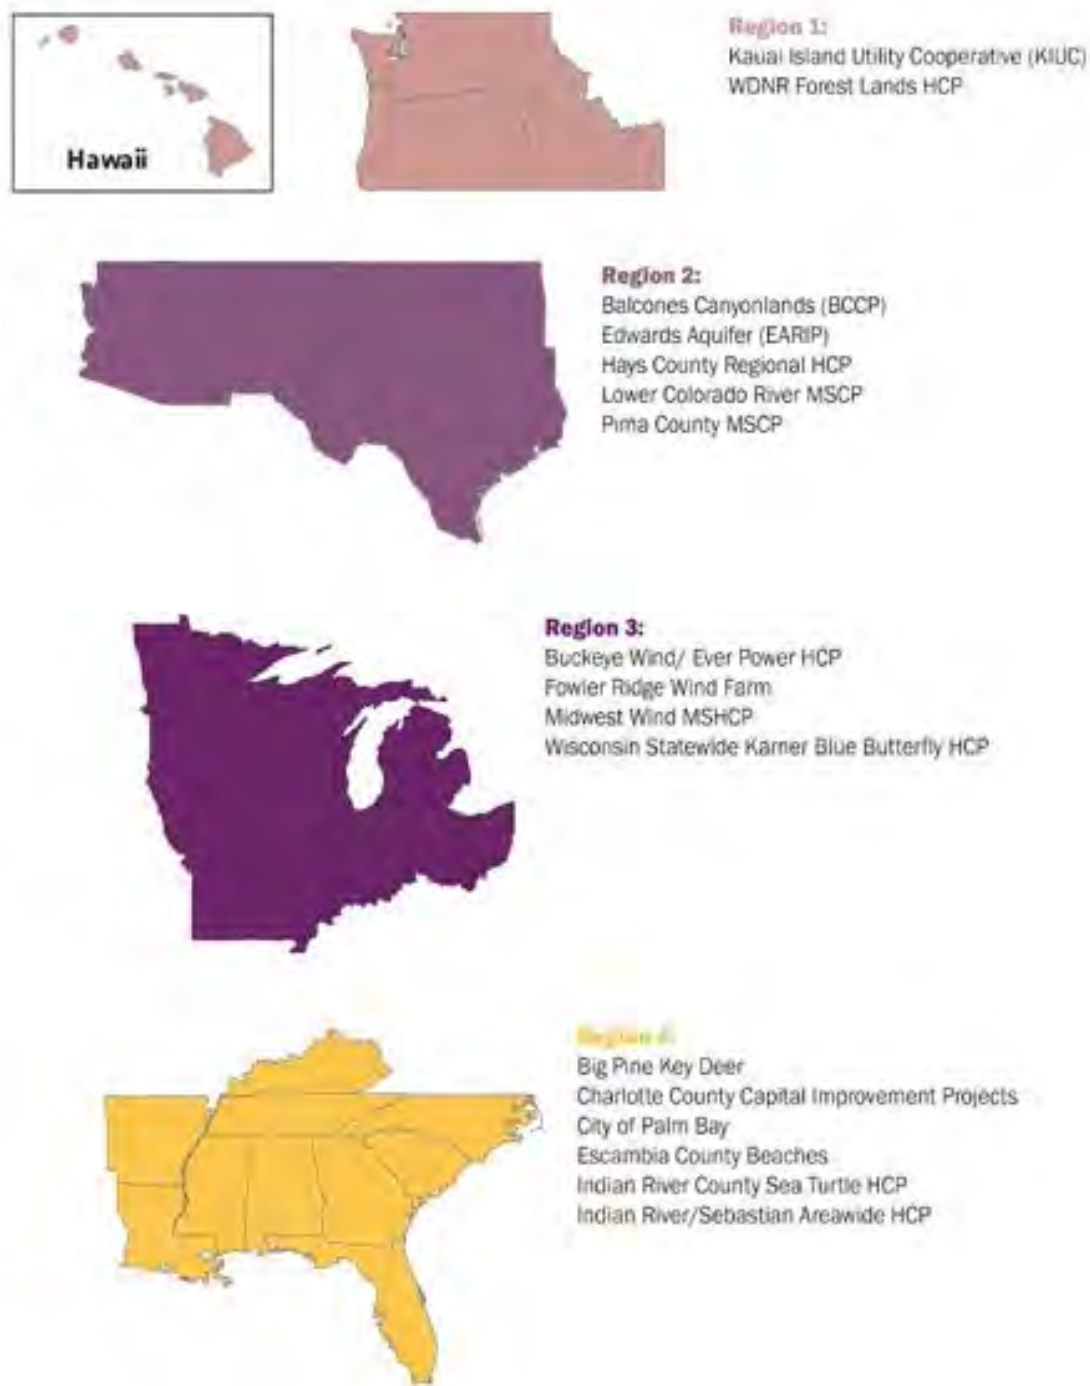 Hawaii
Region 1:
Kauai Island Utility Cooperative (KIUC)
WDNR Forest Lands HCP
Region 2:
Balcones Canyonlands (BCCP)
Edwards Aquifer (EARIP)
Hays County Regional HCP
Lower Colorado River MSCP
Pima County MSCP
Region 3:
Buckeye Wind/ Ever Power HCP
Fowler Ridge Wind Farm
Midwest Wind MSHCP
Wisconsin Statewide Karner Blue Butterfly HCP
Region 4:
Big Pine Key Deer
Charlotte County Capital Improvement Projects
City of Palm Bay
Escambia County Beaches
Indian River County Sea Turtle HCP
Indian River/Sebastian Areawide HCP